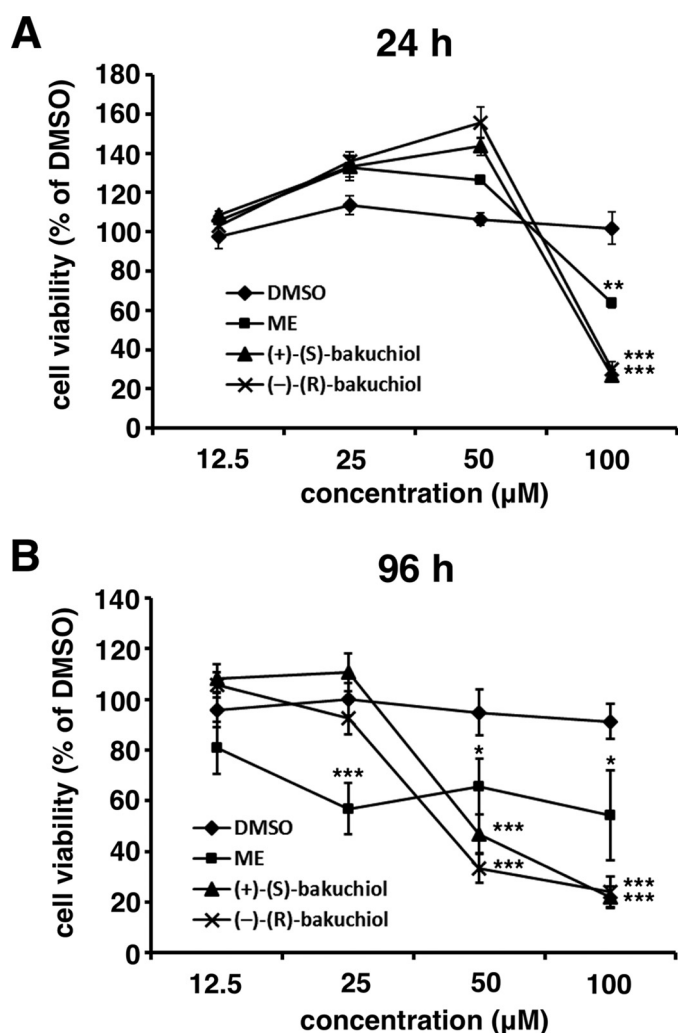 A
24 h
cell viability (% of DMSO)
180
160
140
120
100
80
60
40
20
0
DMSO
ME
(+)-(S)-bakuchiol
(−)-(R)-bakuchiol
**
***
***
12.5 25 50 100
concentration (µM)
B
96 h
cell viability (% of DMSO)
140
120
100
80
60
40
20
0
***
*
*
***
***
***
***
DMSO
ME
(+)-(S)-bakuchiol
(−)-(R)-bakuchiol
12.5 25 50 100
concentration (µM)